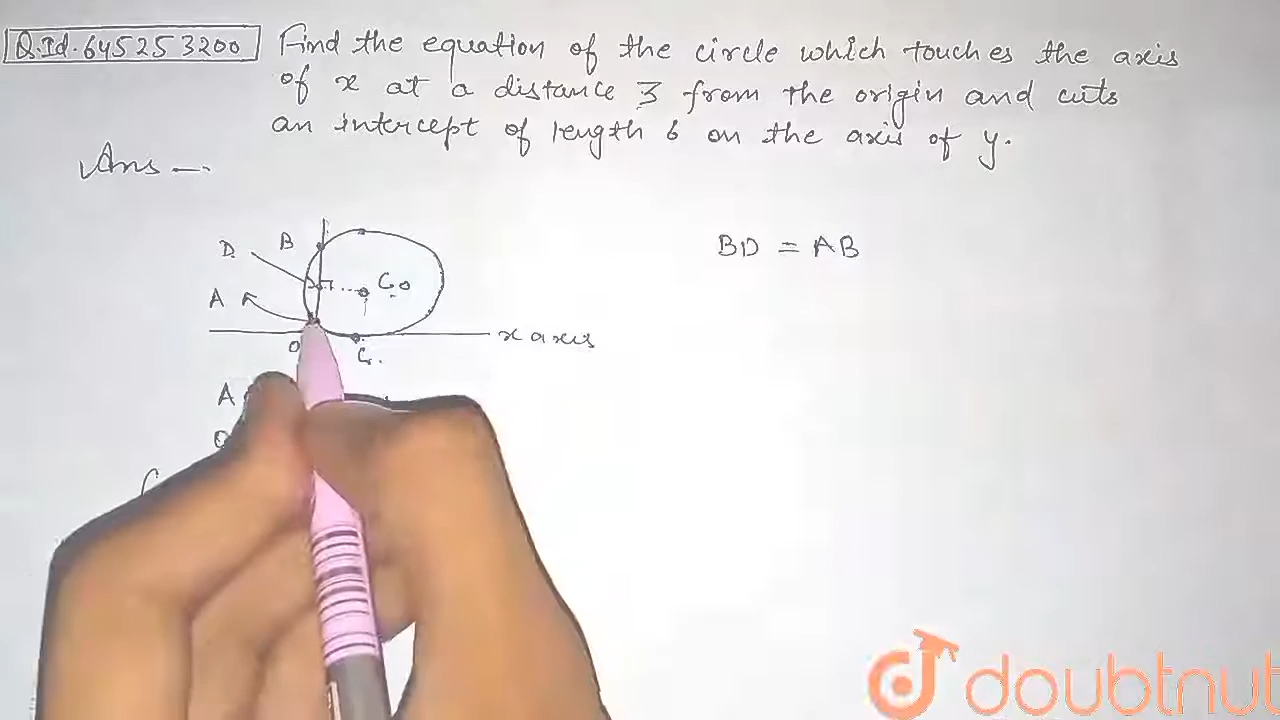 Q.Id. 645253200 Find the equation of the circle which touches the axis
of x at a distance 3 from the origin and cuts
an intercept of length 6 on the axis of y.
Ans —
D B
BD = AB
A
x axis
O
A
O
C
doubtnut